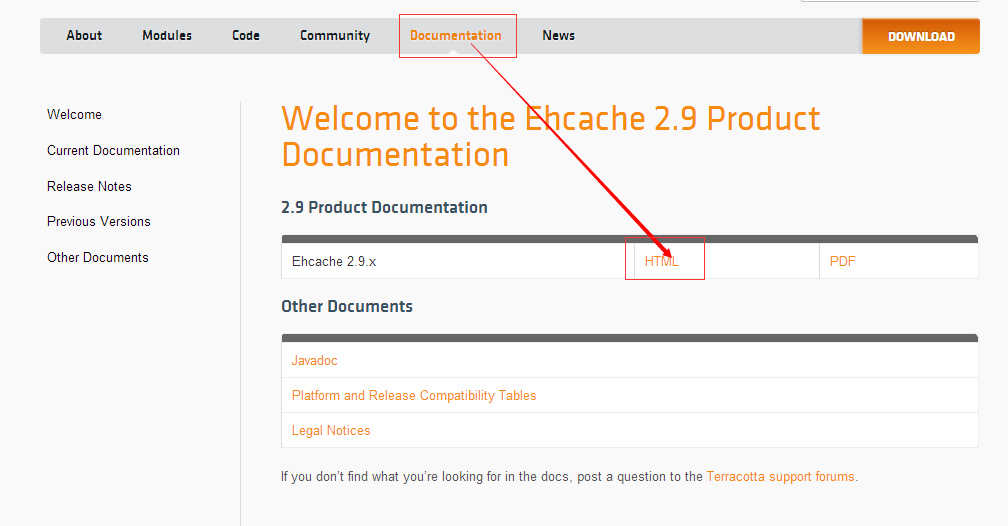 About Modules Code Community Documentation News DOWNLOAD
Welcome
Current Documentation
Release Notes
Previous Versions
Other Documents
Welcome to the Ehcache 2.9 Product
Documentation
2.9 Product Documentation
Ehcache 2.9.x HTML PDF
Other Documents
Javadoc
Platform and Release Compatibility Tables
Legal Notices
If you don't find what you're looking for in the docs, post a question to the Terracotta support forums.